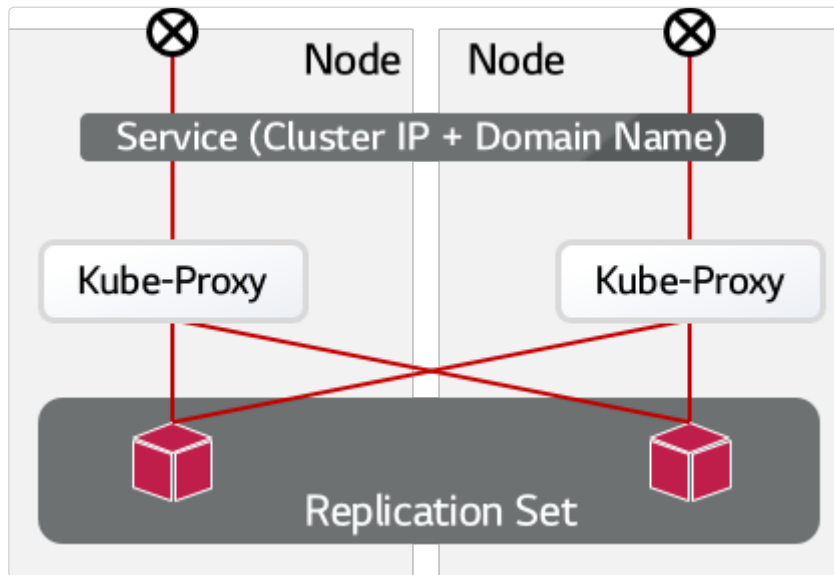 Node
Node
Service (Cluster IP + Domain Name)
Kube-Proxy
Kube-Proxy
Replication Set